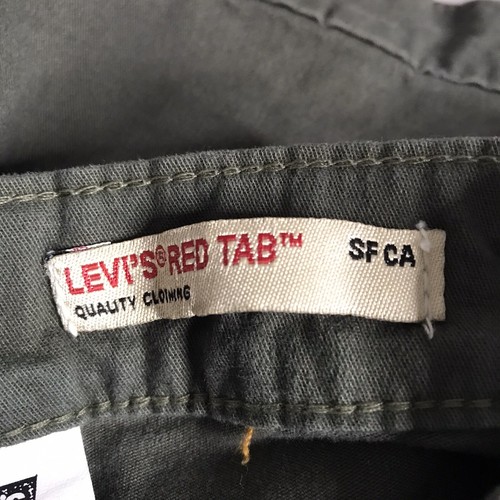 LEVI'S® RED TAB™ SF CA
QUALITY CLOTHING